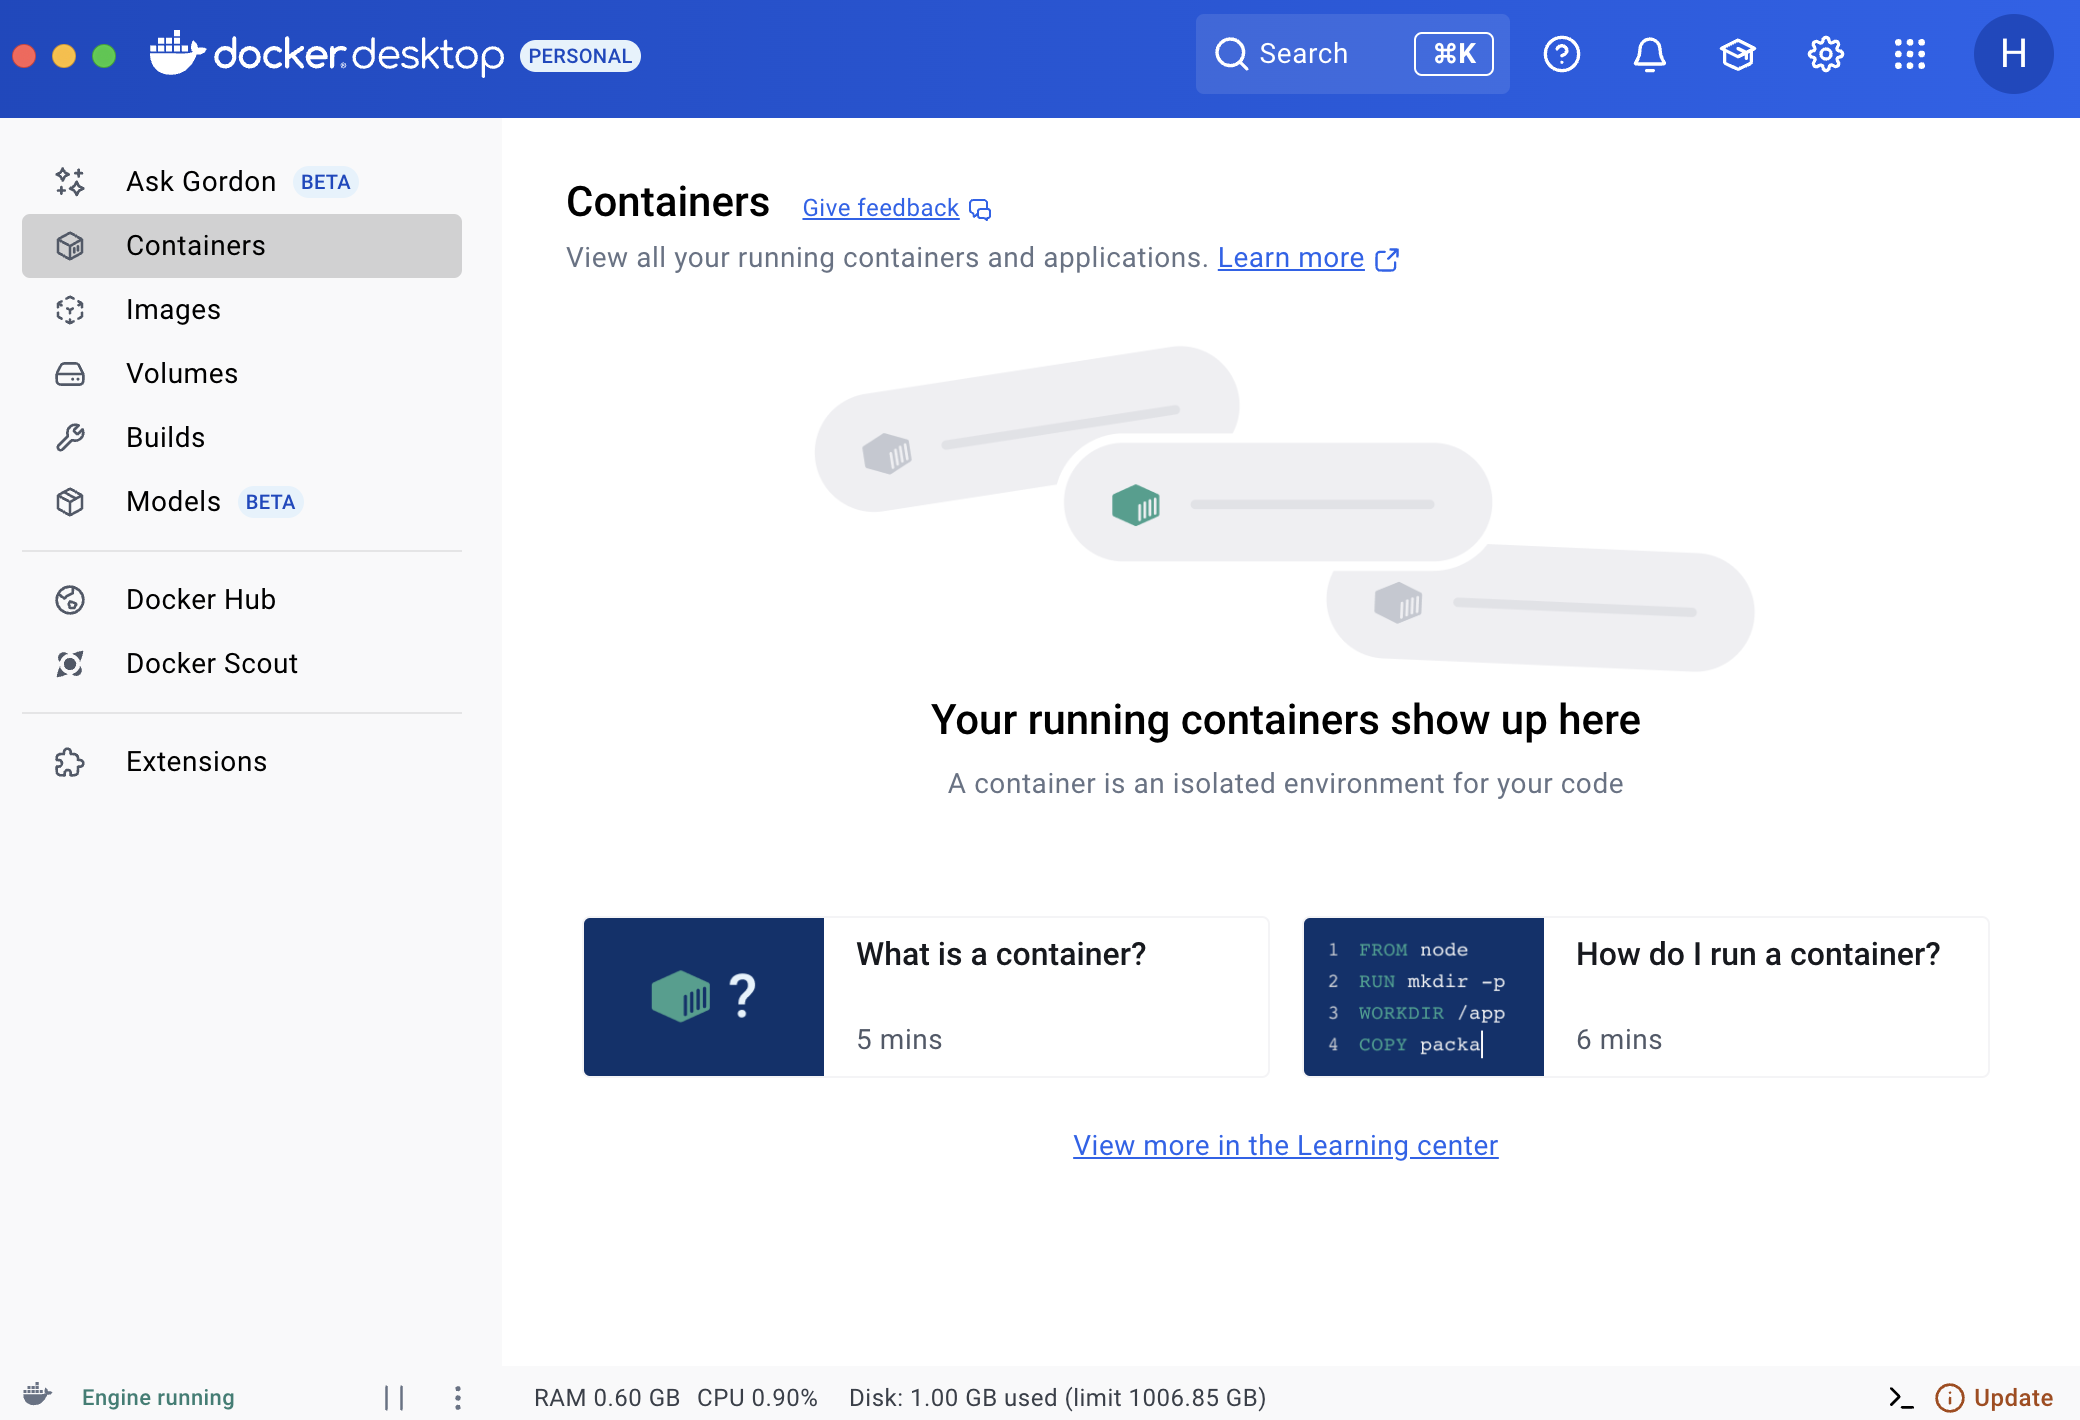 docker desktop PERSONAL
Search ⌘K
H
Ask Gordon BETA
Containers
Images
Volumes
Builds
Models BETA
Docker Hub
Docker Scout
Extensions
Containers Give feedback
View all your running containers and applications. Learn more
Your running containers show up here
A container is an isolated environment for your code
?
What is a container?
5 mins
1 FROM node
2 RUN mkdir -p
3 WORKDIR /app
4 COPY packa
How do I run a container?
6 mins
View more in the Learning center
Engine running
RAM 0.60 GB CPU 0.90% Disk: 1.00 GB used (limit 1006.85 GB)
Update